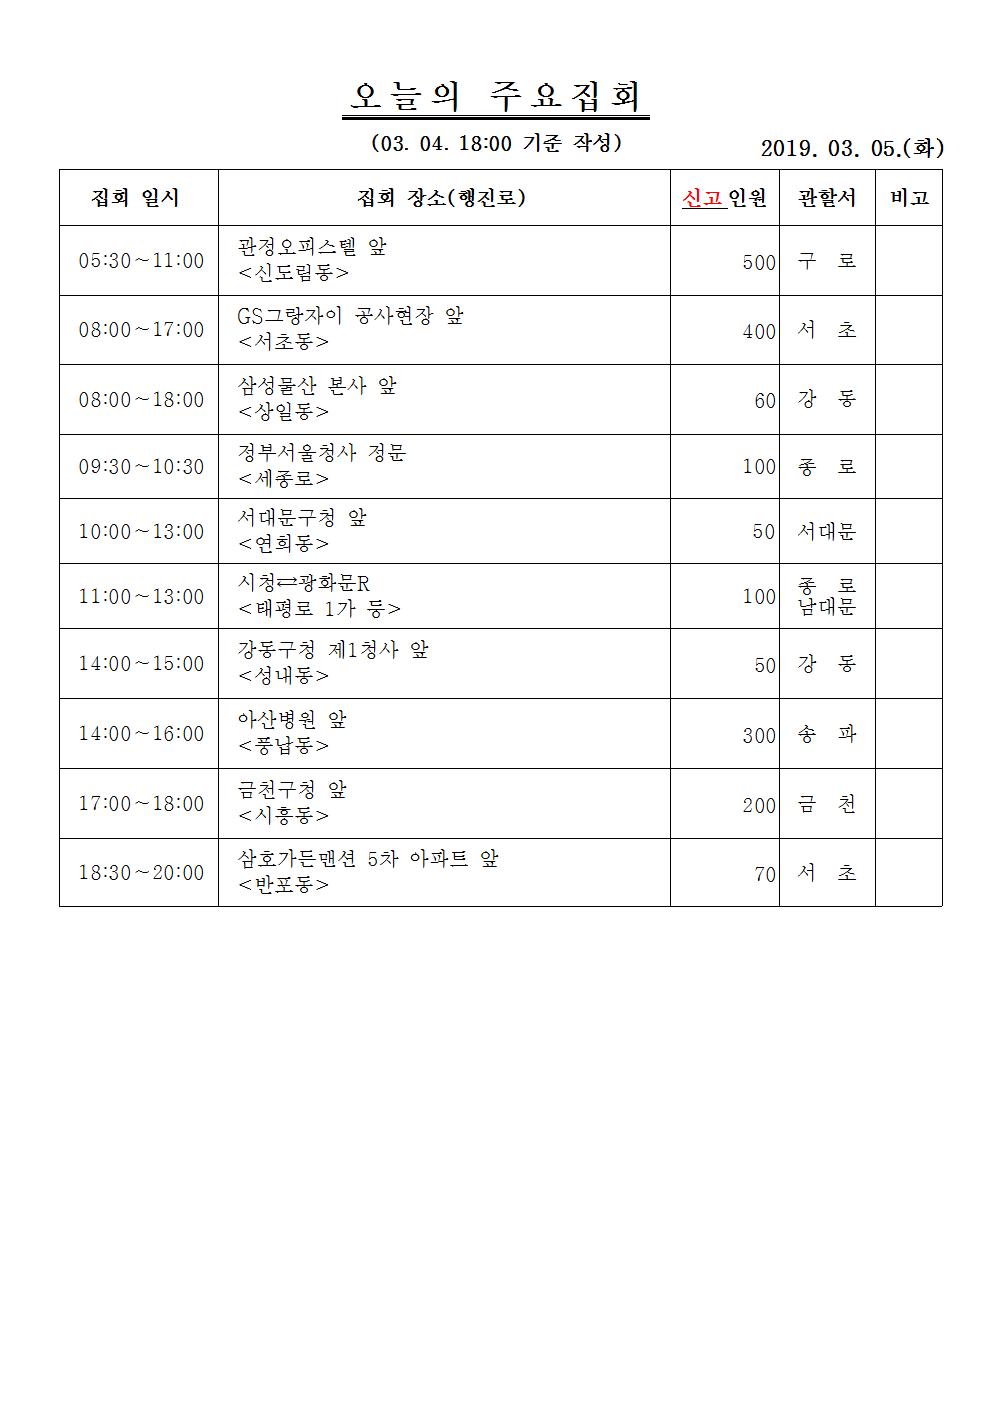 오늘의 주요집회
(03. 04. 18:00 기준 작성)
2019. 03. 05.(화)
집회 일시 집회 장소(행진로) 신고인원 관할서 비고
05:30~11:00 관정오피스텔 앞 <신도림동> 500 구 로
08:00~17:00 GS그랑자이 공사현장 앞 <서초동> 400 서 초
08:00~18:00 삼성물산 본사 앞 <상일동> 60 강 동
09:30~10:30 정부서울청사 정문 <세종로> 100 종 로
10:00~13:00 서대문구청 앞 <연희동> 50 서대문
11:00~13:00 시청⇄광화문R <태평로 1가 등> 100 종 로 남대문
14:00~15:00 강동구청 제1청사 앞 <성내동> 50 강 동
14:00~16:00 아산병원 앞 <풍납동> 300 송 파
17:00~18:00 금천구청 앞 <시흥동> 200 금 천
18:30~20:00 삼호가든맨션 5차 아파트 앞 <반포동> 70 서 초